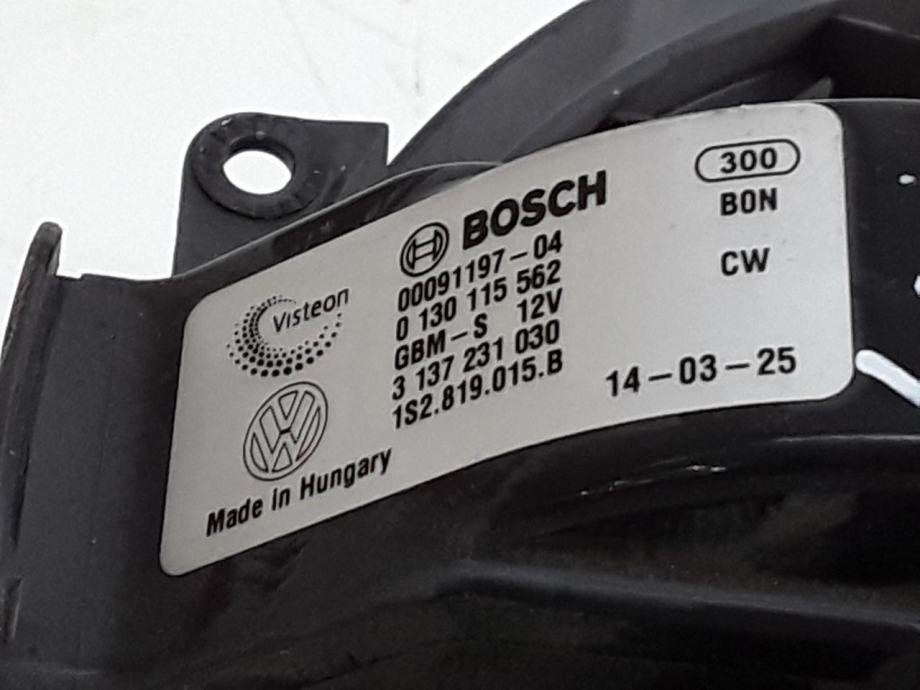 BOSCH
00091197-04
0 130 115 562
GBM-S 12V
3 137 231 030
1S2.819.015.B
Visteon
VW
Made in Hungary
300
BON
CW
14-03-25